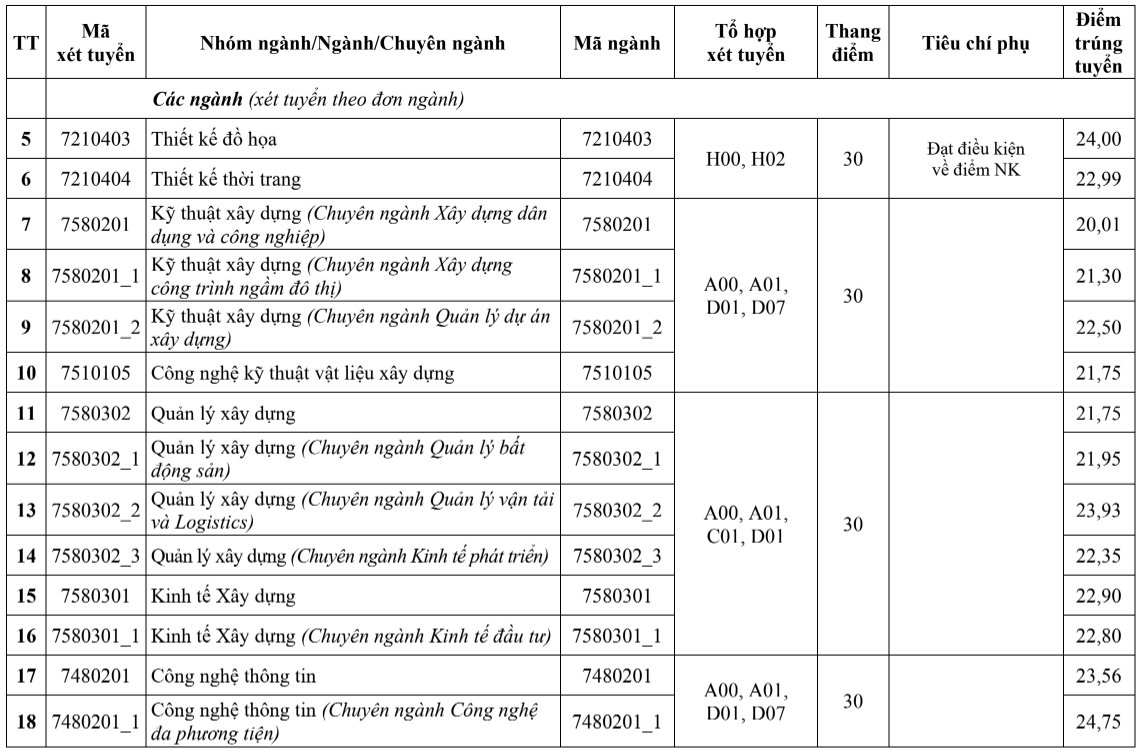 TT
Mã
xét tuyển
Nhóm ngành/Ngành/Chuyên ngành
Mã ngành
Tổ hợp
xét tuyển
Thang
điểm
Tiêu chí phụ
Điểm
trúng
tuyển
Các ngành (xét tuyển theo đơn ngành)
5 7210403 Thiết kế đồ họa 7210403 24,00
H00, H02 30 Đạt điều kiện
về điểm NK
6 7210404 Thiết kế thời trang 7210404 22,99
7 7580201 Kỹ thuật xây dựng (Chuyên ngành Xây dựng dân
dụng và công nghiệp) 7580201 20,01
8 7580201_1 Kỹ thuật xây dựng (Chuyên ngành Xây dựng
công trình ngầm đô thị) 7580201_1 21,30
A00, A01,
D01, D07 30
9 7580201_2 Kỹ thuật xây dựng (Chuyên ngành Quản lý dự án
xây dựng) 7580201_2 22,50
10 7510105 Công nghệ kỹ thuật vật liệu xây dựng 7510105 21,75
11 7580302 Quản lý xây dựng 7580302 21,75
12 7580302_1 Quản lý xây dựng (Chuyên ngành Quản lý bất
động sản) 7580302_1 21,95
13 7580302_2 Quản lý xây dựng (Chuyên ngành Quản lý vận tải
và Logistics) 7580302_2 23,93
A00, A01,
C01, D01 30
14 7580302_3 Quản lý xây dựng (Chuyên ngành Kinh tế phát triển) 7580302_3 22,35
15 7580301 Kinh tế Xây dựng 7580301 22,90
16 7580301_1 Kinh tế Xây dựng (Chuyên ngành Kinh tế đầu tư) 7580301_1 22,80
17 7480201 Công nghệ thông tin 7480201 23,56
A00, A01,
D01, D07 30
18 7480201_1 Công nghệ thông tin (Chuyên ngành Công nghệ
đa phương tiện) 7480201_1 24,75